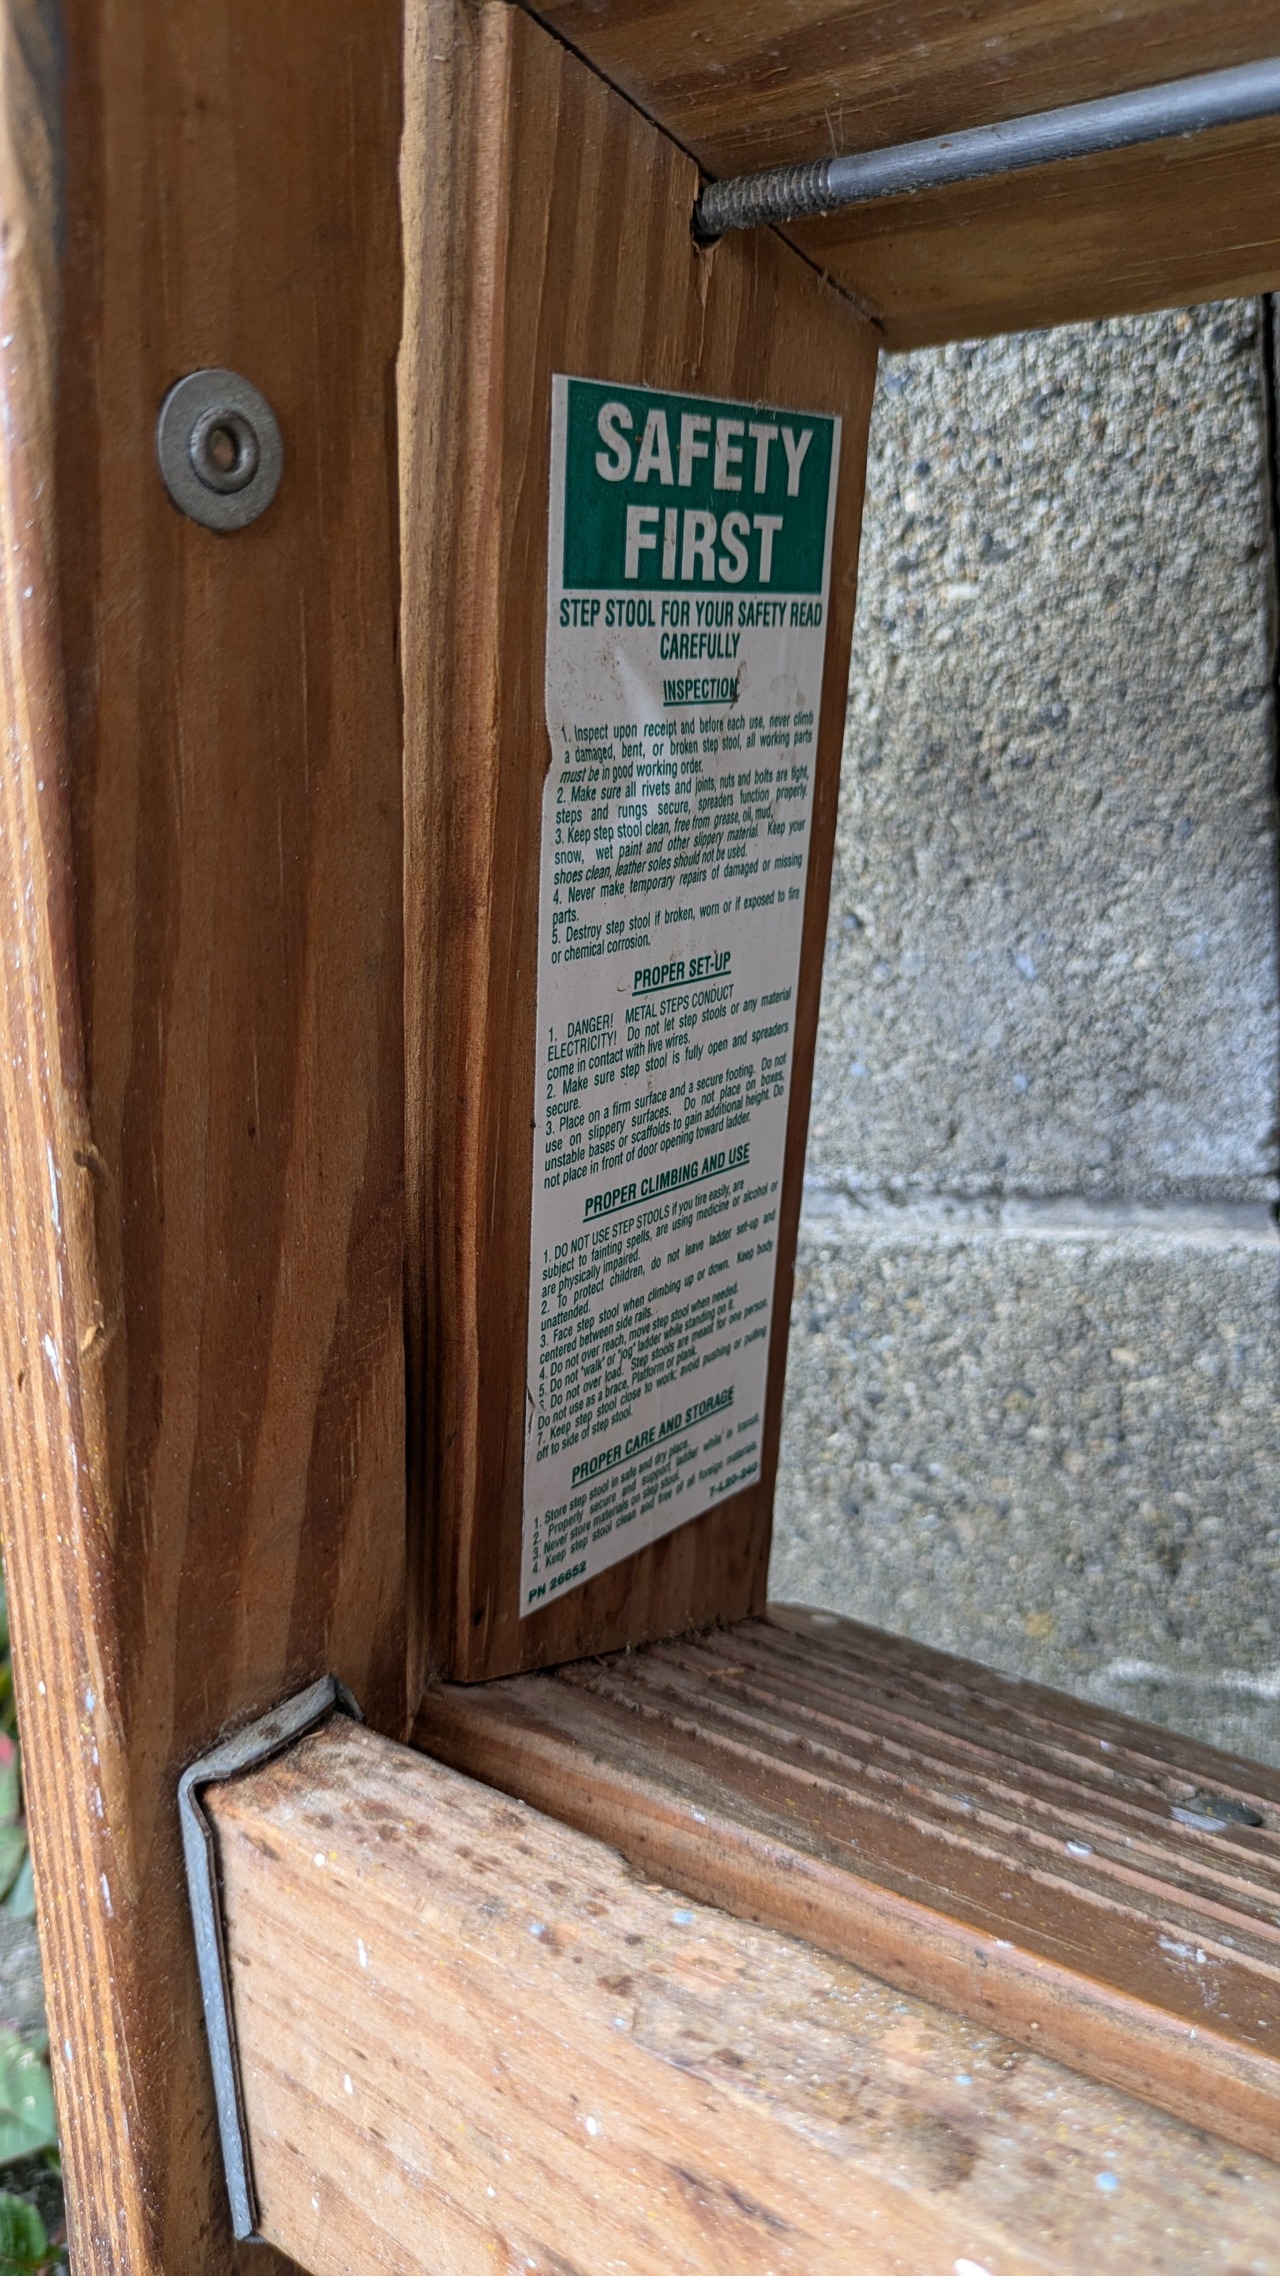 SAFETY
FIRST
STEP STOOL FOR YOUR SAFETY READ
CAREFULLY
INSPECTION
1. Inspect upon receipt and before each use, never climb
a damaged, bent, or broken step stool, all working parts
must be in good working order.
2. Make sure all rivets and joints, nuts and bolts are tight,
steps and rungs secure, spreaders function properly.
3. Keep step stool clean, free from grease, oil, mud,
snow, wet paint and other slippery material. Keep your
shoes clean, leather soles should not be used.
4. Never make temporary repairs of damaged or missing
parts.
5. Destroy step stool if broken, worn or if exposed to fire
or chemical corrosion.
PROPER SET-UP
1. DANGER! METAL STEPS CONDUCT
ELECTRICITY! Do not let step stools or any material
come in contact with live wires.
2. Make sure step stool is fully open and spreaders
secure.
3. Place on a firm surface and a secure footing. Do not
use on slippery surfaces. Do not place on boxes,
unstable bases or scaffolds to gain additional height. Do
not place in front of door opening toward ladder.
PROPER CLIMBING AND USE
1. DO NOT USE STEP STOOLS if you tire easily, are
subject to fainting spells, are using medicine or alcohol or
are physically impaired.
2. To protect children, do not leave ladder set-up and
unattended.
3. Face step stool when climbing up or down. Keep body
centered between side rails.
4. Do not over reach, move step stool when needed.
5. Do not "walk" or "jog" ladder while standing on it.
6. Do not over load. Step stools are meant for one person.
Do not use as a brace, Platform or plank.
7. Keep step stool close to work; avoid pushing or pulling
off to side of step stool.
PROPER CARE AND STORAGE
1. Store step stool in safe and dry place.
2. Properly secure and support ladder while in transit.
3. Never store materials on step stool.
4. Keep step stool clean and free of all foreign materials.
7-L20-240
PN 26652